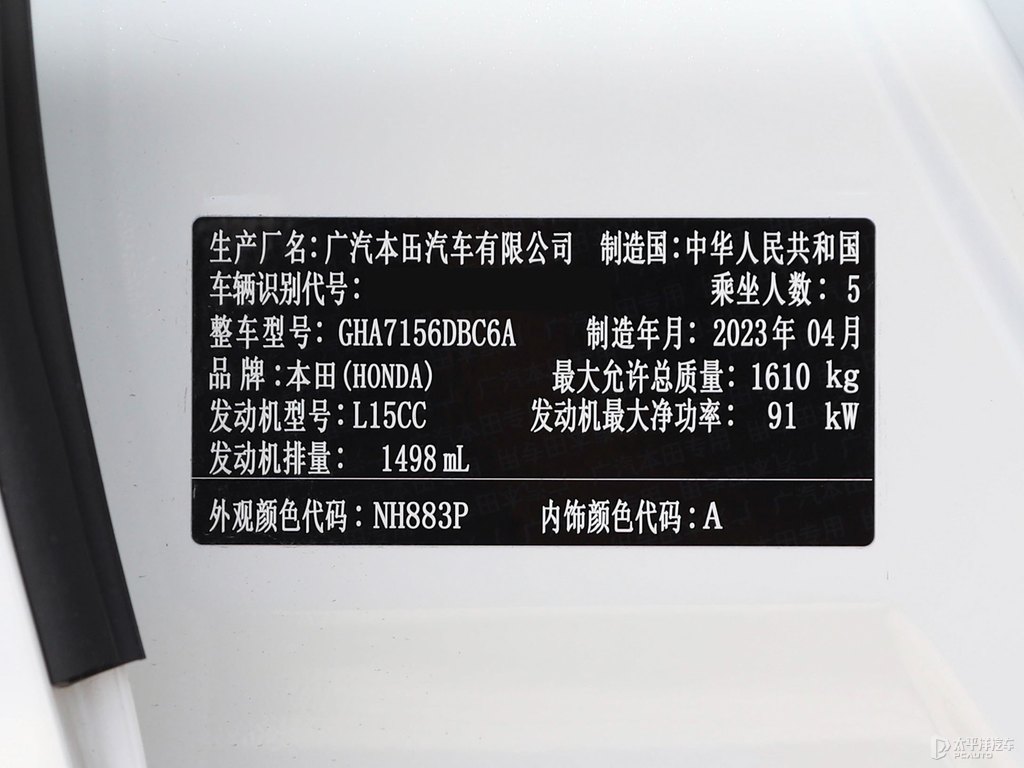 生产厂名:广汽本田汽车有限公司 制造国:中华人民共和国
车辆识别代号: 乘坐人数: 5
整车型号: GHA7156DBC6A 制造年月: 2023年 04月
品牌:本田(HONDA) 最大允许总质量: 1610 kg
发动机型号:L15CC 发动机最大净功率: 91 kW
发动机排量: 1498mL
外观颜色代码:NH883P 内饰颜色代码:A
太平洋汽车
PCAUTO